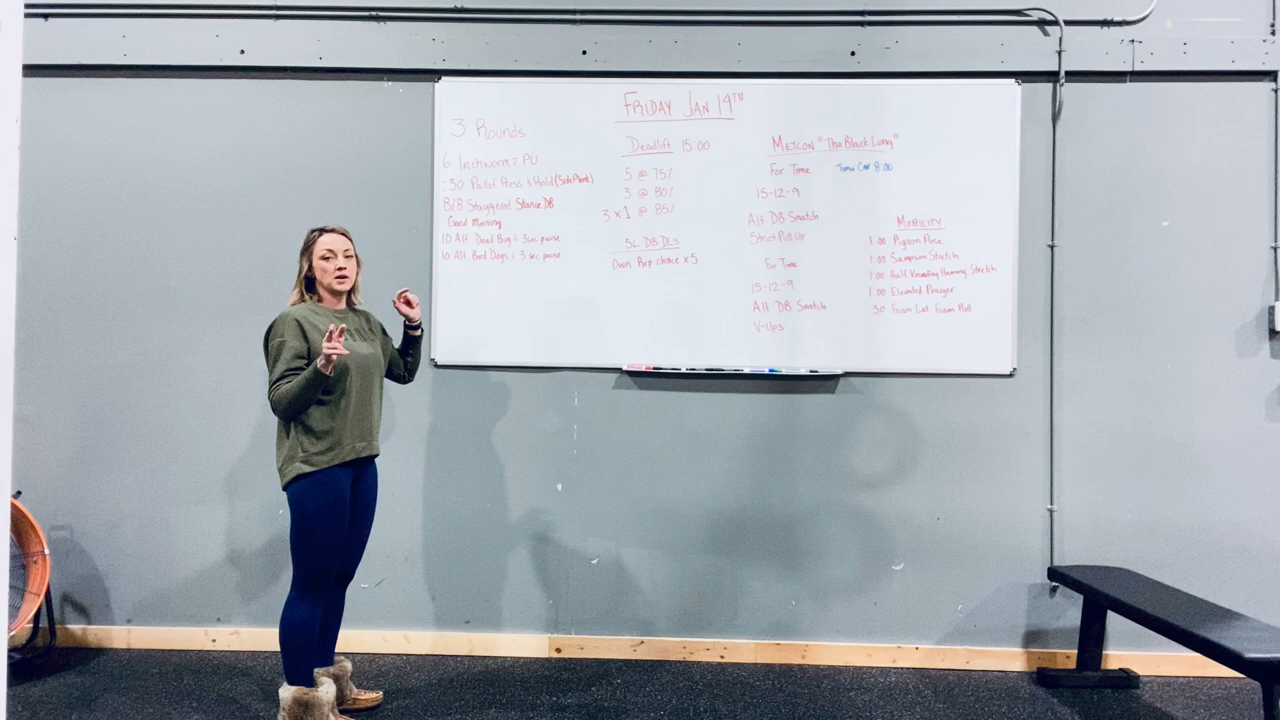 FRIDAY JAN 14TH
3 Rounds
6 Inchworm c̄ PU
:30 Pallof Press & Hold (Side Plank)
8/8 Staggered Stance DB
Good Morning
10 Alt. Dead Bug c̄ 3 sec pause
10 Alt. Bird Dogs c̄ 3 sec pause
Deadlift 15:00
5 @ 75%
3 @ 80%
3 x 1 @ 85%
SL DB DL's
Own Rep choice x 5
METCON "The Black Lung"
For Time Time Cap 8:00
15-12-9
Alt DB Snatch
Strict Pull Up
For Time
15-12-9
Alt DB Snatch
V-Ups
MOBILITY
1:00 Pigeon Pose
1:00 Sampson Stretch
1:00 Half Kneeling Hammy Stretch
1:00 Elevated Prayer
:30 Foam Lat Foam Roll